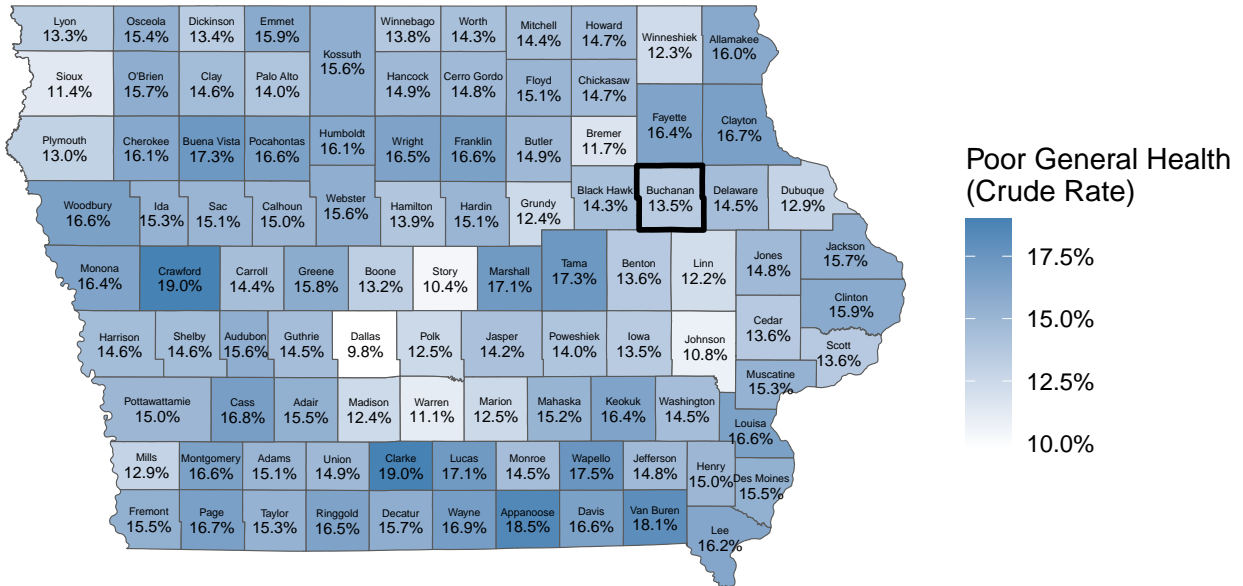 Lyon
13.3%
Osceola
15.4%
Dickinson
13.4%
Emmet
15.9%
Kossuth
15.6%
Winnebago
13.8%
Worth
14.3%
Mitchell
14.4%
Howard
14.7%
Winneshiek
12.3%
Allamakee
16.0%
Sioux
11.4%
O'Brien
15.7%
Clay
14.6%
Palo Alto
14.0%
Hancock
14.9%
Cerro Gordo
14.8%
Floyd
15.1%
Chickasaw
14.7%
Plymouth
13.0%
Cherokee
16.1%
Buena Vista
17.3%
Pocahontas
16.6%
Humboldt
16.1%
Wright
16.5%
Franklin
16.6%
Butler
14.9%
Bremer
11.7%
Fayette
16.4%
Clayton
16.7%
Woodbury
16.6%
Ida
15.3%
Sac
15.1%
Calhoun
15.0%
Webster
15.6%
Hamilton
13.9%
Hardin
15.1%
Grundy
12.4%
Black Hawk
14.3%
Buchanan
13.5%
Delaware
14.5%
Dubuque
12.9%
Monona
16.4%
Crawford
19.0%
Carroll
14.4%
Greene
15.8%
Boone
13.2%
Story
10.4%
Marshall
17.1%
Tama
17.3%
Benton
13.6%
Linn
12.2%
Jones
14.8%
Jackson
15.7%
Clinton
15.9%
Harrison
14.6%
Shelby
14.6%
Audubon
15.6%
Guthrie
14.5%
Dallas
9.8%
Polk
12.5%
Jasper
14.2%
Poweshiek
14.0%
Iowa
13.5%
Johnson
10.8%
Cedar
13.6%
Scott
13.6%
Muscatine
15.3%
Pottawattamie
15.0%
Cass
16.8%
Adair
15.5%
Madison
12.4%
Warren
11.1%
Marion
12.5%
Mahaska
15.2%
Keokuk
16.4%
Washington
14.5%
Louisa
16.6%
Mills
12.9%
Montgomery
16.6%
Adams
15.1%
Union
14.9%
Clarke
19.0%
Lucas
17.1%
Monroe
14.5%
Wapello
17.5%
Jefferson
14.8%
Henry
15.0%
Des Moines
15.5%
Fremont
15.5%
Page
16.7%
Taylor
15.3%
Ringgold
16.5%
Decatur
15.7%
Wayne
16.9%
Appanoose
18.5%
Davis
16.6%
Van Buren
18.1%
Lee
16.2%
Poor General Health
(Crude Rate)
17.5%
15.0%
12.5%
10.0%